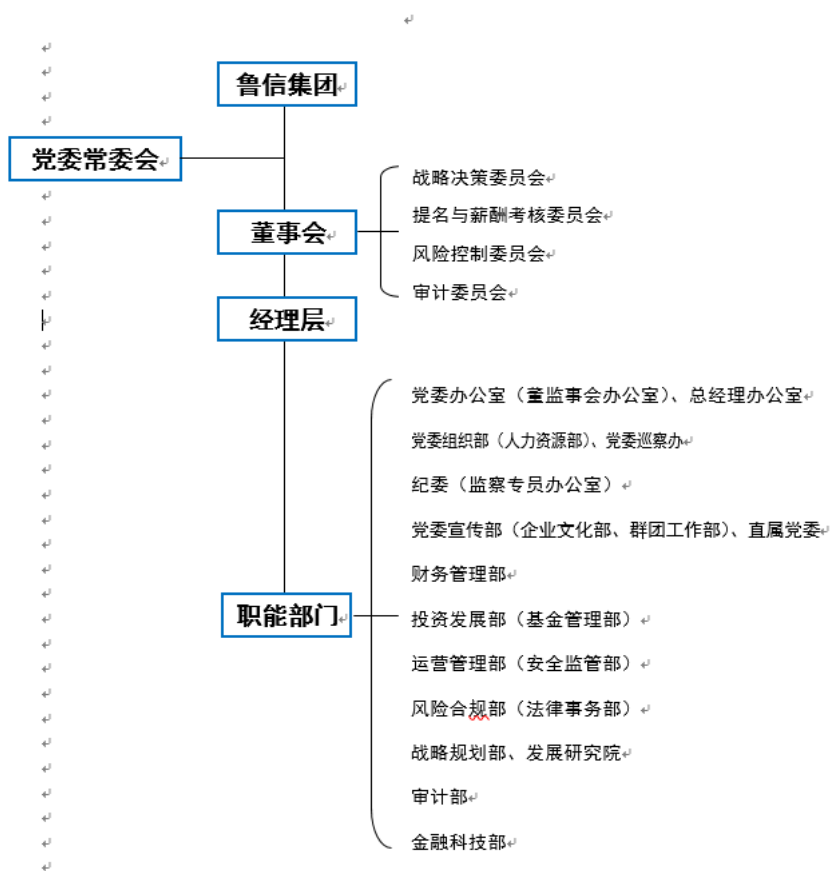 鲁信集团
党委常委会
战略决策委员会
提名与薪酬考核委员会
董事会
风险控制委员会
审计委员会
经理层
党委办公室（董监事会办公室）、总经理办公室
党委组织部（人力资源部）、党委巡察办
纪委（监察专员办公室）
党委宣传部（企业文化部、群团工作部）、直属党委
财务管理部
职能部门
投资发展部（基金管理部）
运营管理部（安全监管部）
风险合规部（法律事务部）
战略规划部、发展研究院
审计部
金融科技部